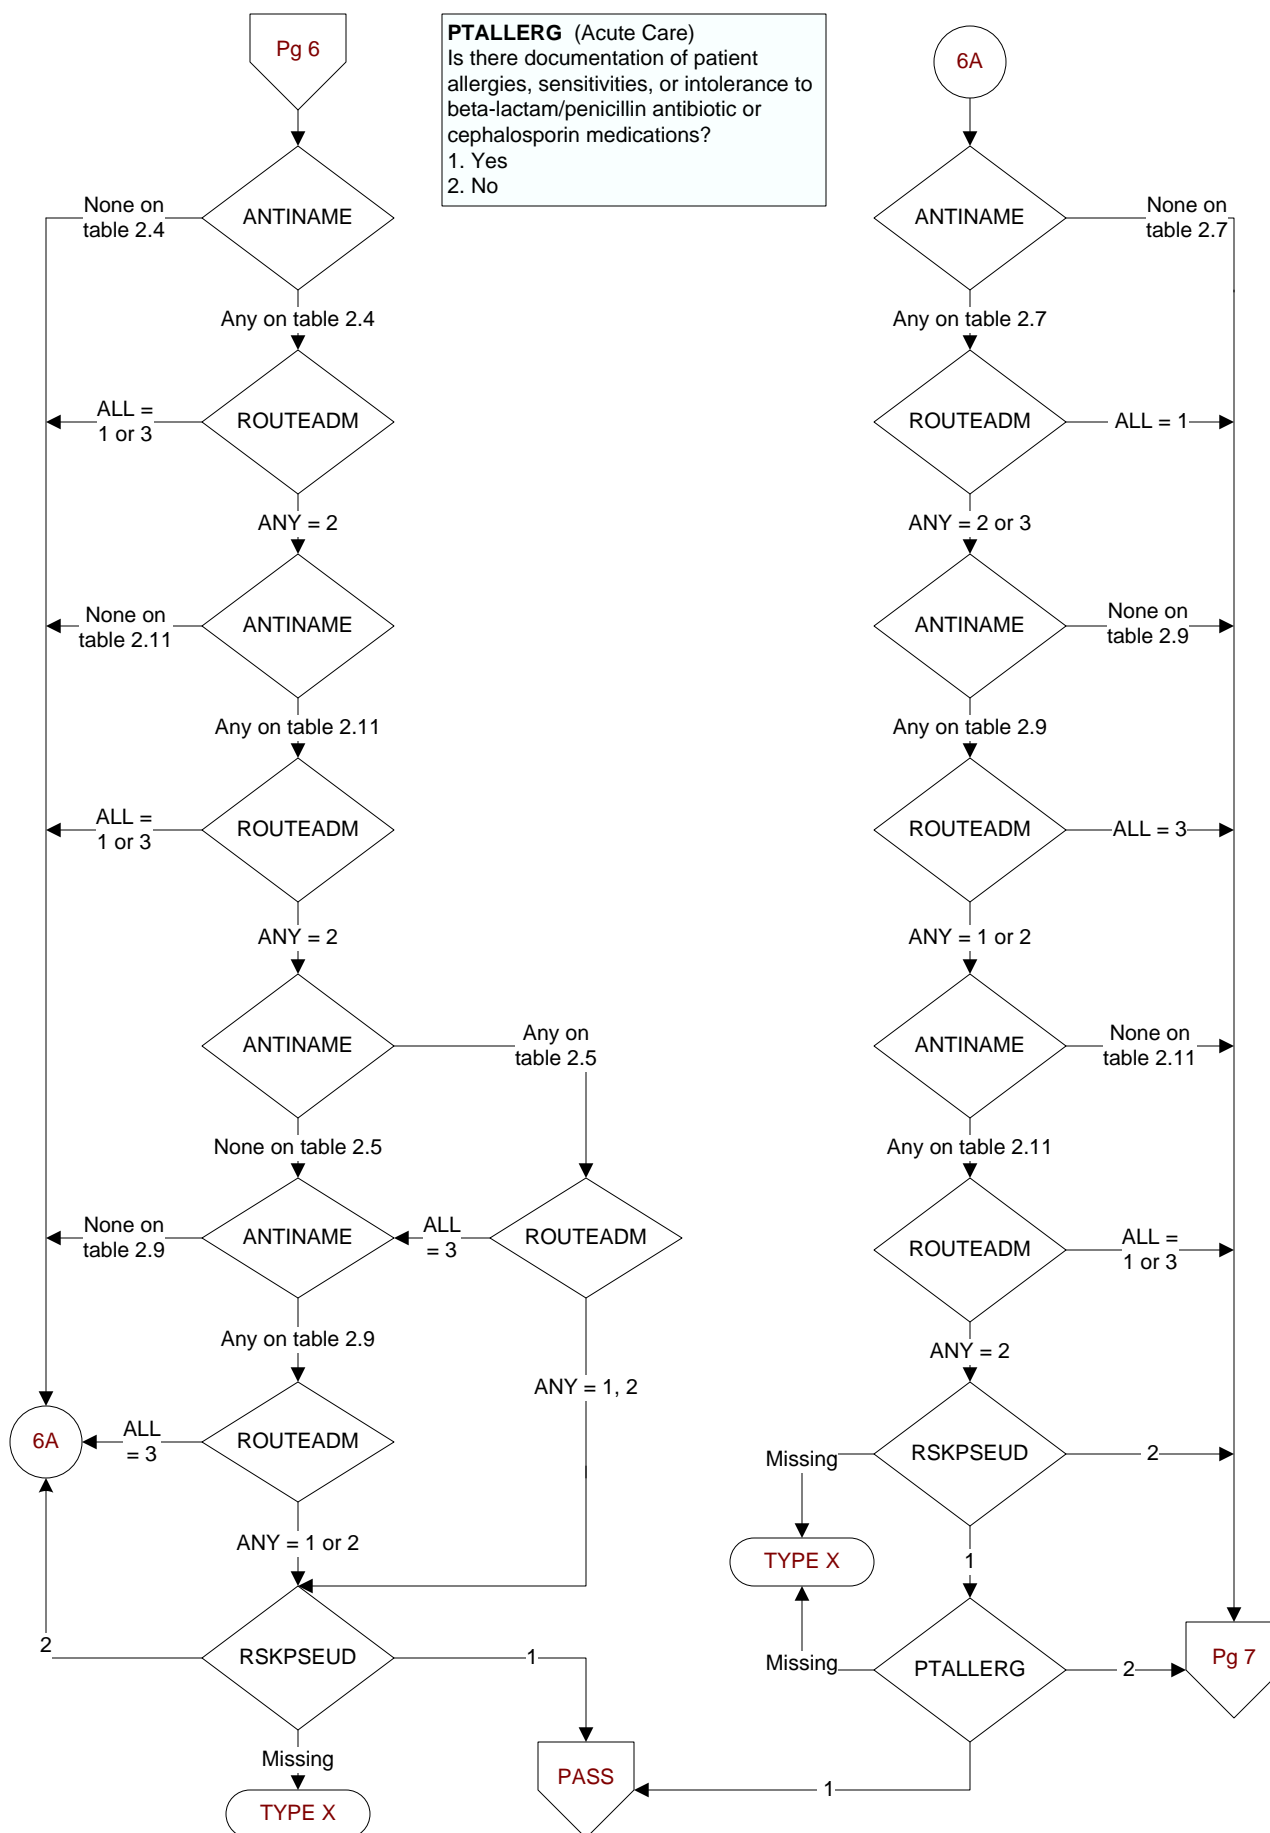 Pg 6
PTALLERG (Acute Care)
Is there documentation of patient
allergies, sensitivities, or intolerance to
beta-lactam/penicillin antibiotic or
cephalosporin medications?
1. Yes
2. No
6A
ANTINAME
None on
table 2.4
Any on table 2.4
ROUTEADM
ALL =
1 or 3
ANY = 2
ANTINAME
None on
table 2.11
Any on table 2.11
ROUTEADM
ALL =
1 or 3
ANY = 2
ANTINAME
Any on
table 2.5
None on table 2.5
ANTINAME
None on
table 2.9
ALL
= 3
ROUTEADM
Any on table 2.9
ANY = 1, 2
6A
ALL
= 3
ROUTEADM
ANY = 1 or 2
2
RSKPSEUD
1
Missing
TYPE X
PASS
ANTINAME
None on
table 2.7
Any on table 2.7
ROUTEADM
ALL = 1
ANY = 2 or 3
ANTINAME
None on
table 2.9
Any on table 2.9
ROUTEADM
ALL = 3
ANY = 1 or 2
ANTINAME
None on
table 2.11
Any on table 2.11
ROUTEADM
ALL =
1 or 3
ANY = 2
RSKPSEUD
2
Missing
TYPE X
1
Missing
PTALLERG
2
Pg 7
1